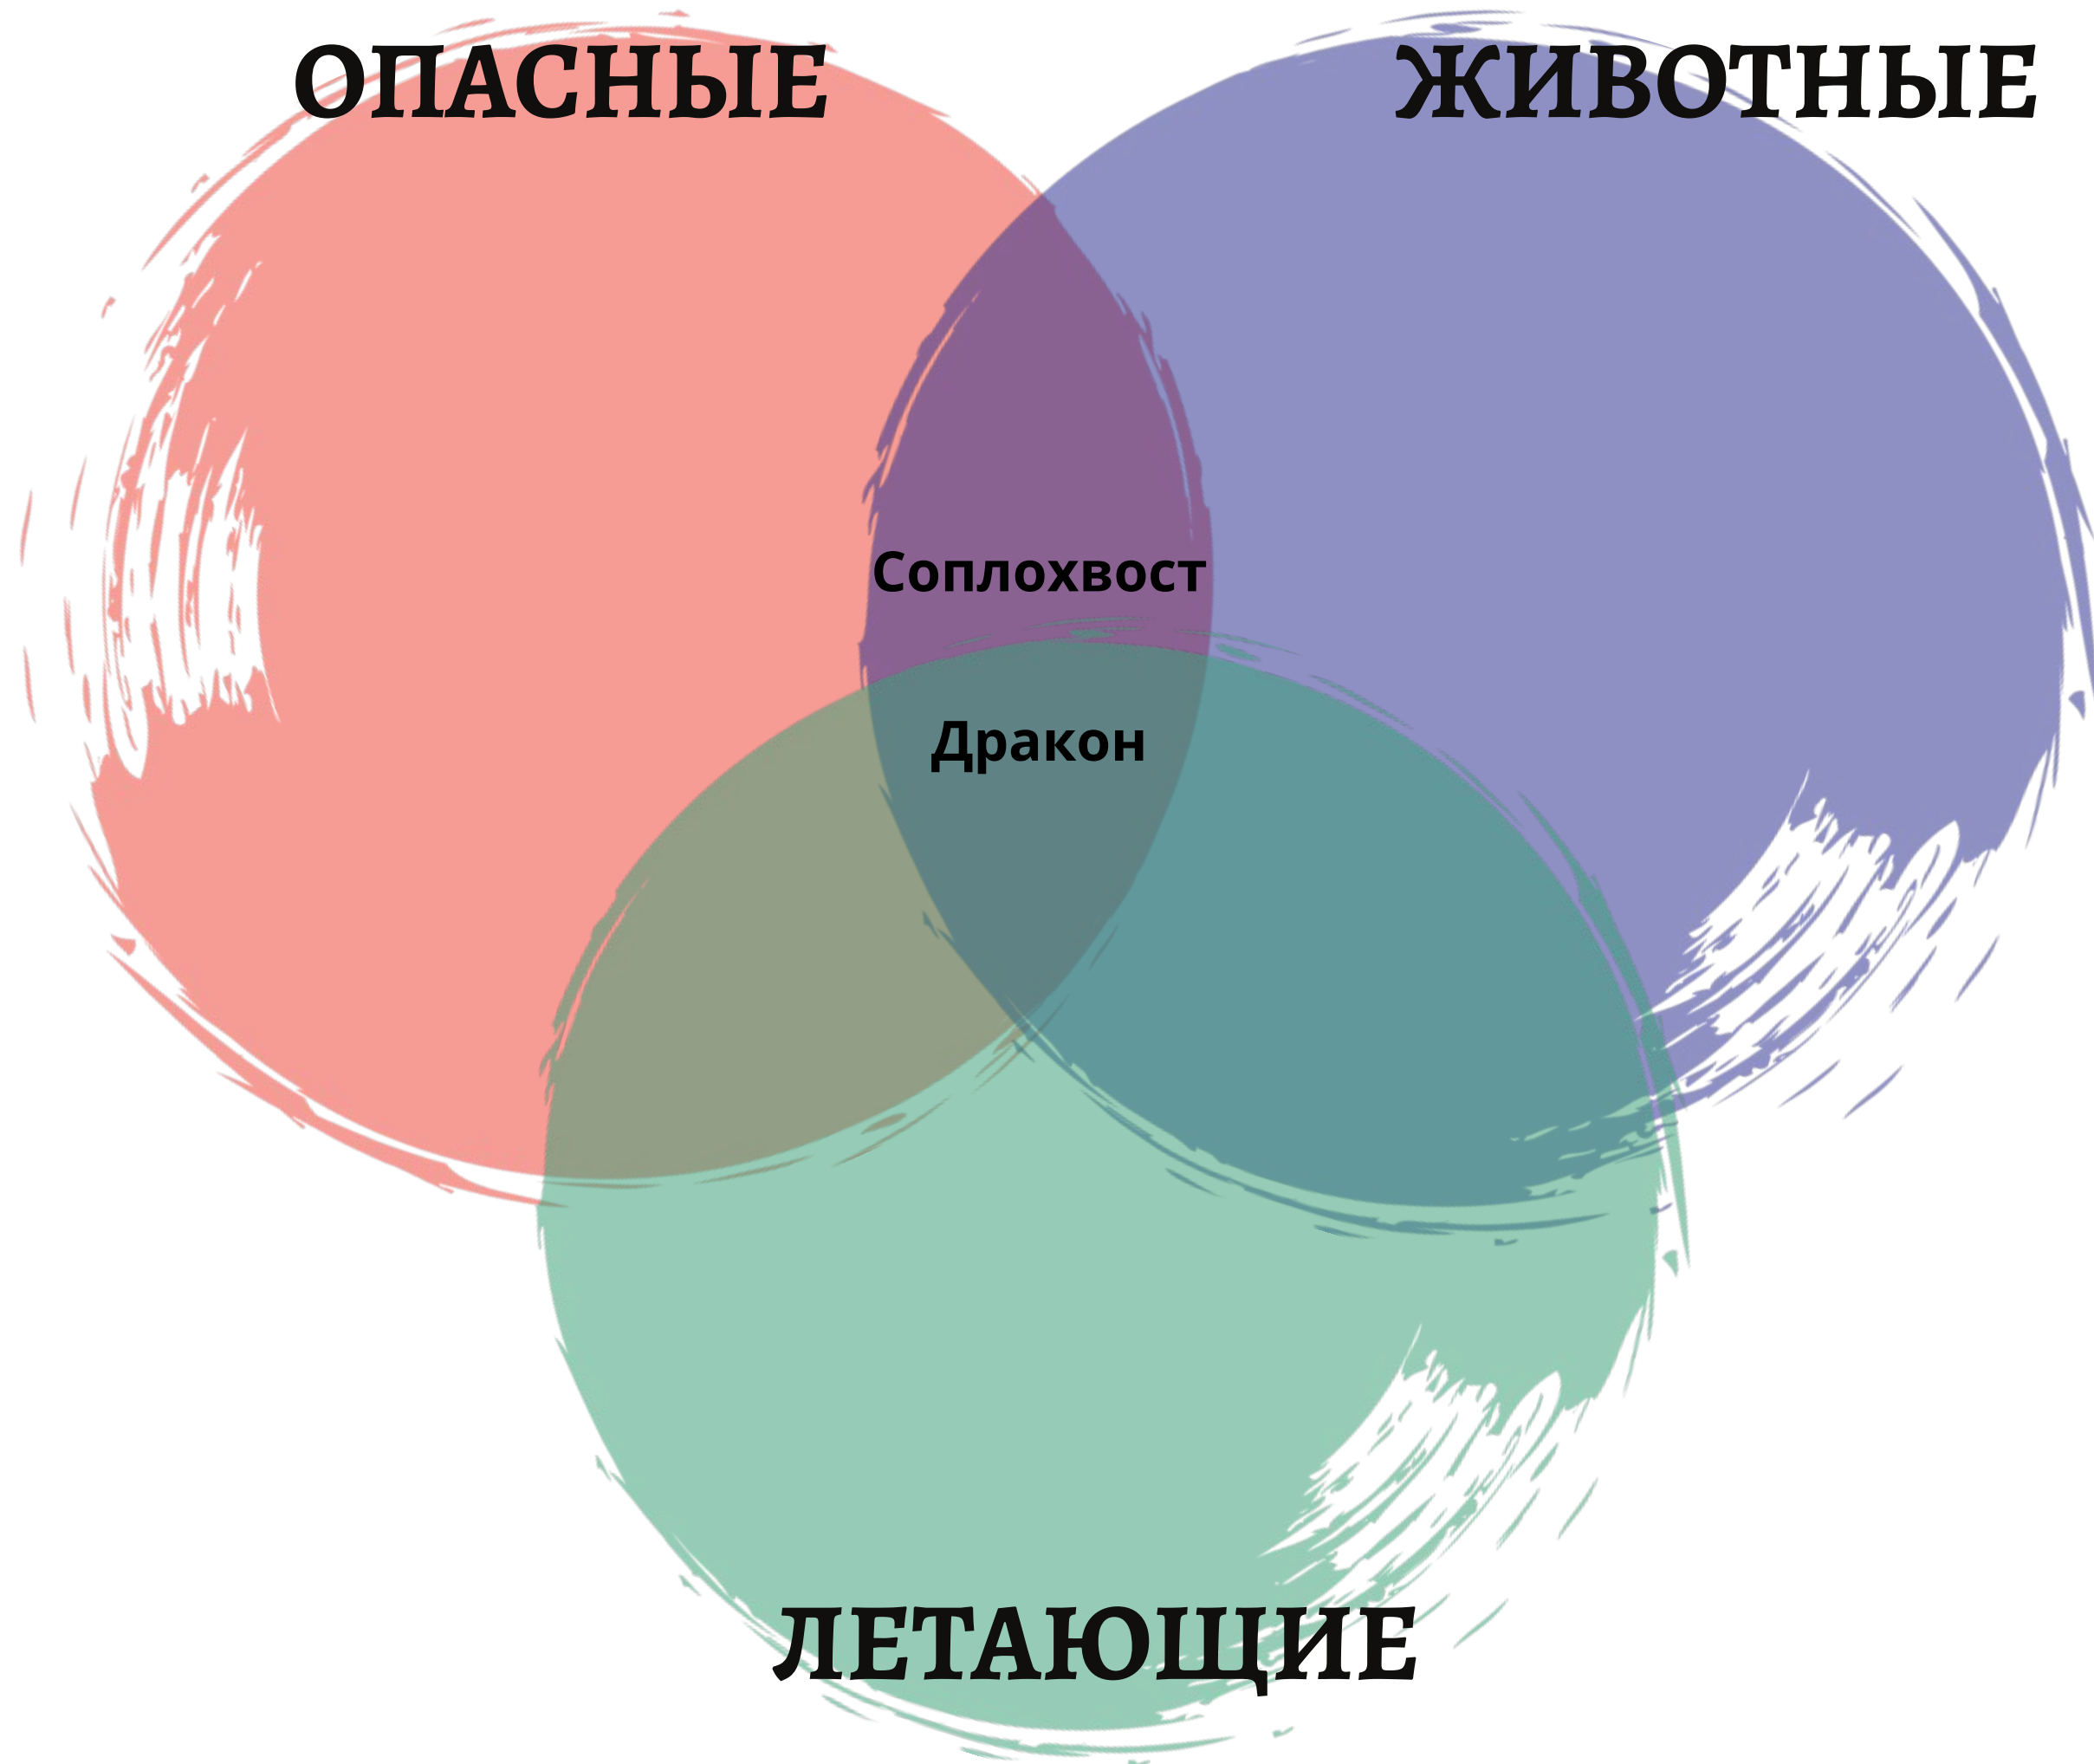 ОПАСНЫЕ
ЖИВОТНЫЕ
Соплохвост
Дракон
ЛЕТАЮЩИЕ